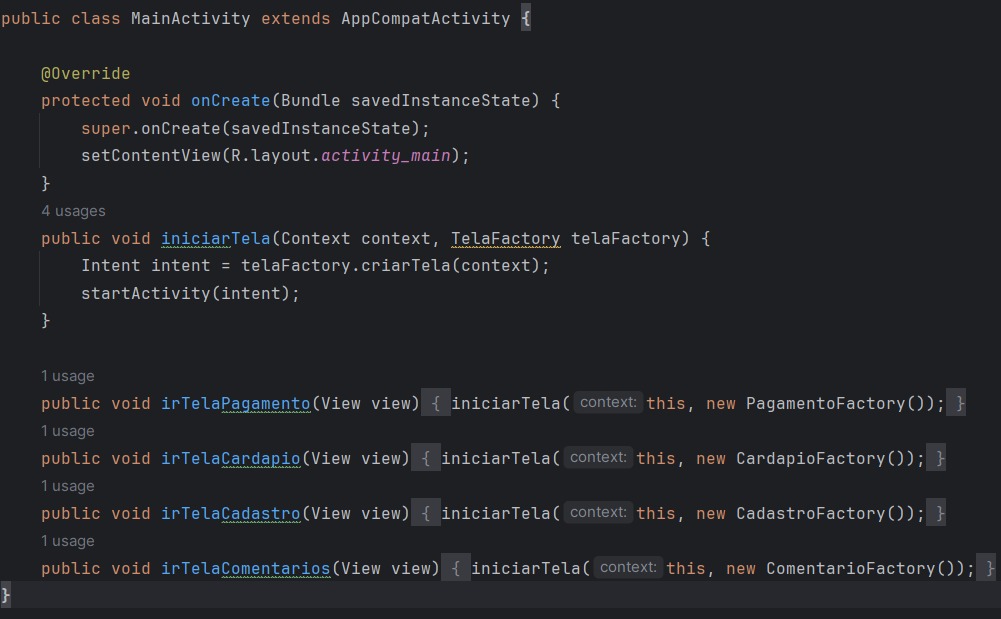 public class MainActivity extends AppCompatActivity {
@Override
protected void onCreate(Bundle savedInstanceState) {
super.onCreate(savedInstanceState);
setContentView(R.layout.activity_main);
}
4 usages
public void iniciarTela(Context context, TelaFactory telaFactory) {
Intent intent = telaFactory.criarTela(context);
startActivity(intent);
}
1 usage
public void irTelaPagamento(View view) { iniciarTela( context: this, new PagamentoFactory()); }
1 usage
public void irTelaCardapio(View view) { iniciarTela( context: this, new CardapioFactory()); }
1 usage
public void irTelaCadastro(View view) { iniciarTela( context: this, new CadastroFactory()); }
1 usage
public void irTelaComentarios(View view) { iniciarTela( context: this, new ComentarioFactory()); }
}